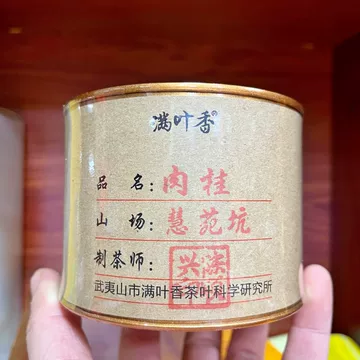 满叶香®
品名：肉桂
山场：慧苑坑
制茶师：
武夷山市满叶香茶叶科学研究所